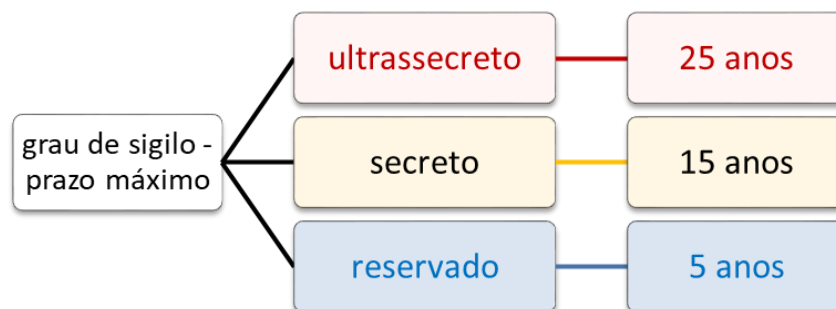 grau de sigilo -
prazo máximo
ultrassecreto
25 anos
secreto
15 anos
reservado
5 anos